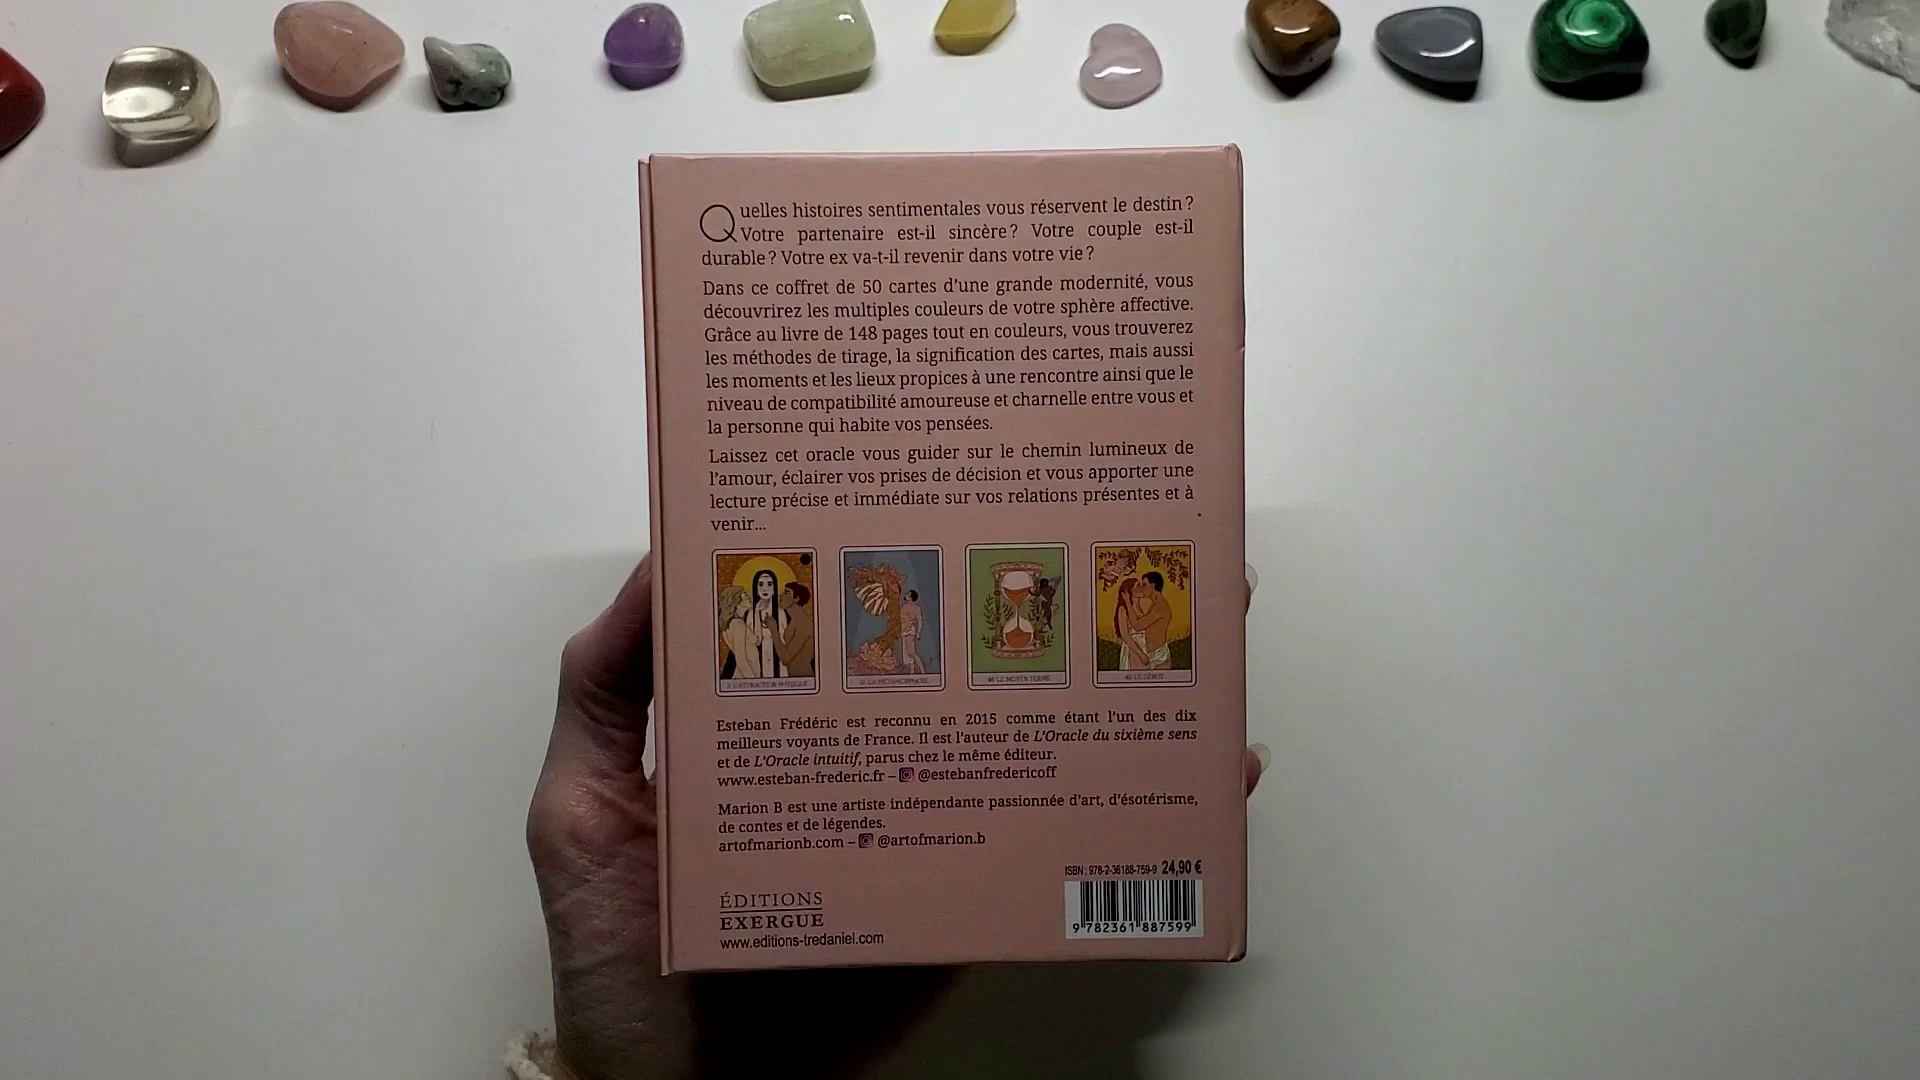 Quelles histoires sentimentales vous réservent le destin ?
Votre partenaire est-il sincère ? Votre couple est-il
durable ? Votre ex va-t-il revenir dans votre vie ?
Dans ce coffret de 50 cartes d’une grande modernité, vous
découvrirez les multiples couleurs de votre sphère affective.
Grâce au livre de 148 pages tout en couleurs, vous trouverez
les méthodes de tirage, la signification des cartes, mais aussi
les moments et les lieux propices à une rencontre ainsi que le
niveau de compatibilité amoureuse et charnelle entre vous et
la personne qui habite vos pensées.
Laissez cet oracle vous guider sur le chemin lumineux de
l’amour, éclairer vos prises de décision et vous apporter une
lecture précise et immédiate sur vos relations présentes et à
venir...
L'ATTRACTION PHYSIQUE
LA MÉTAMORPHOSE
LE MOYEN TERME
LE DÉBUT
Esteban Frédéric est reconnu en 2015 comme étant l’un des dix
meilleurs voyants de France. Il est l’auteur de L’Oracle du sixième sens
et de L’Oracle intuitif, parus chez le même éditeur.
www.esteban-frederic.fr – @estebanfredericoff
Marion B est une artiste indépendante passionnée d’art, d’ésotérisme,
de contes et de légendes.
artofmarionb.com – @artofmarion.b
ISBN : 978-2-36188-759-9 24,90 €
ÉDITIONS
EXERGUE
www.editions-tredaniel.com
9 782361 887599